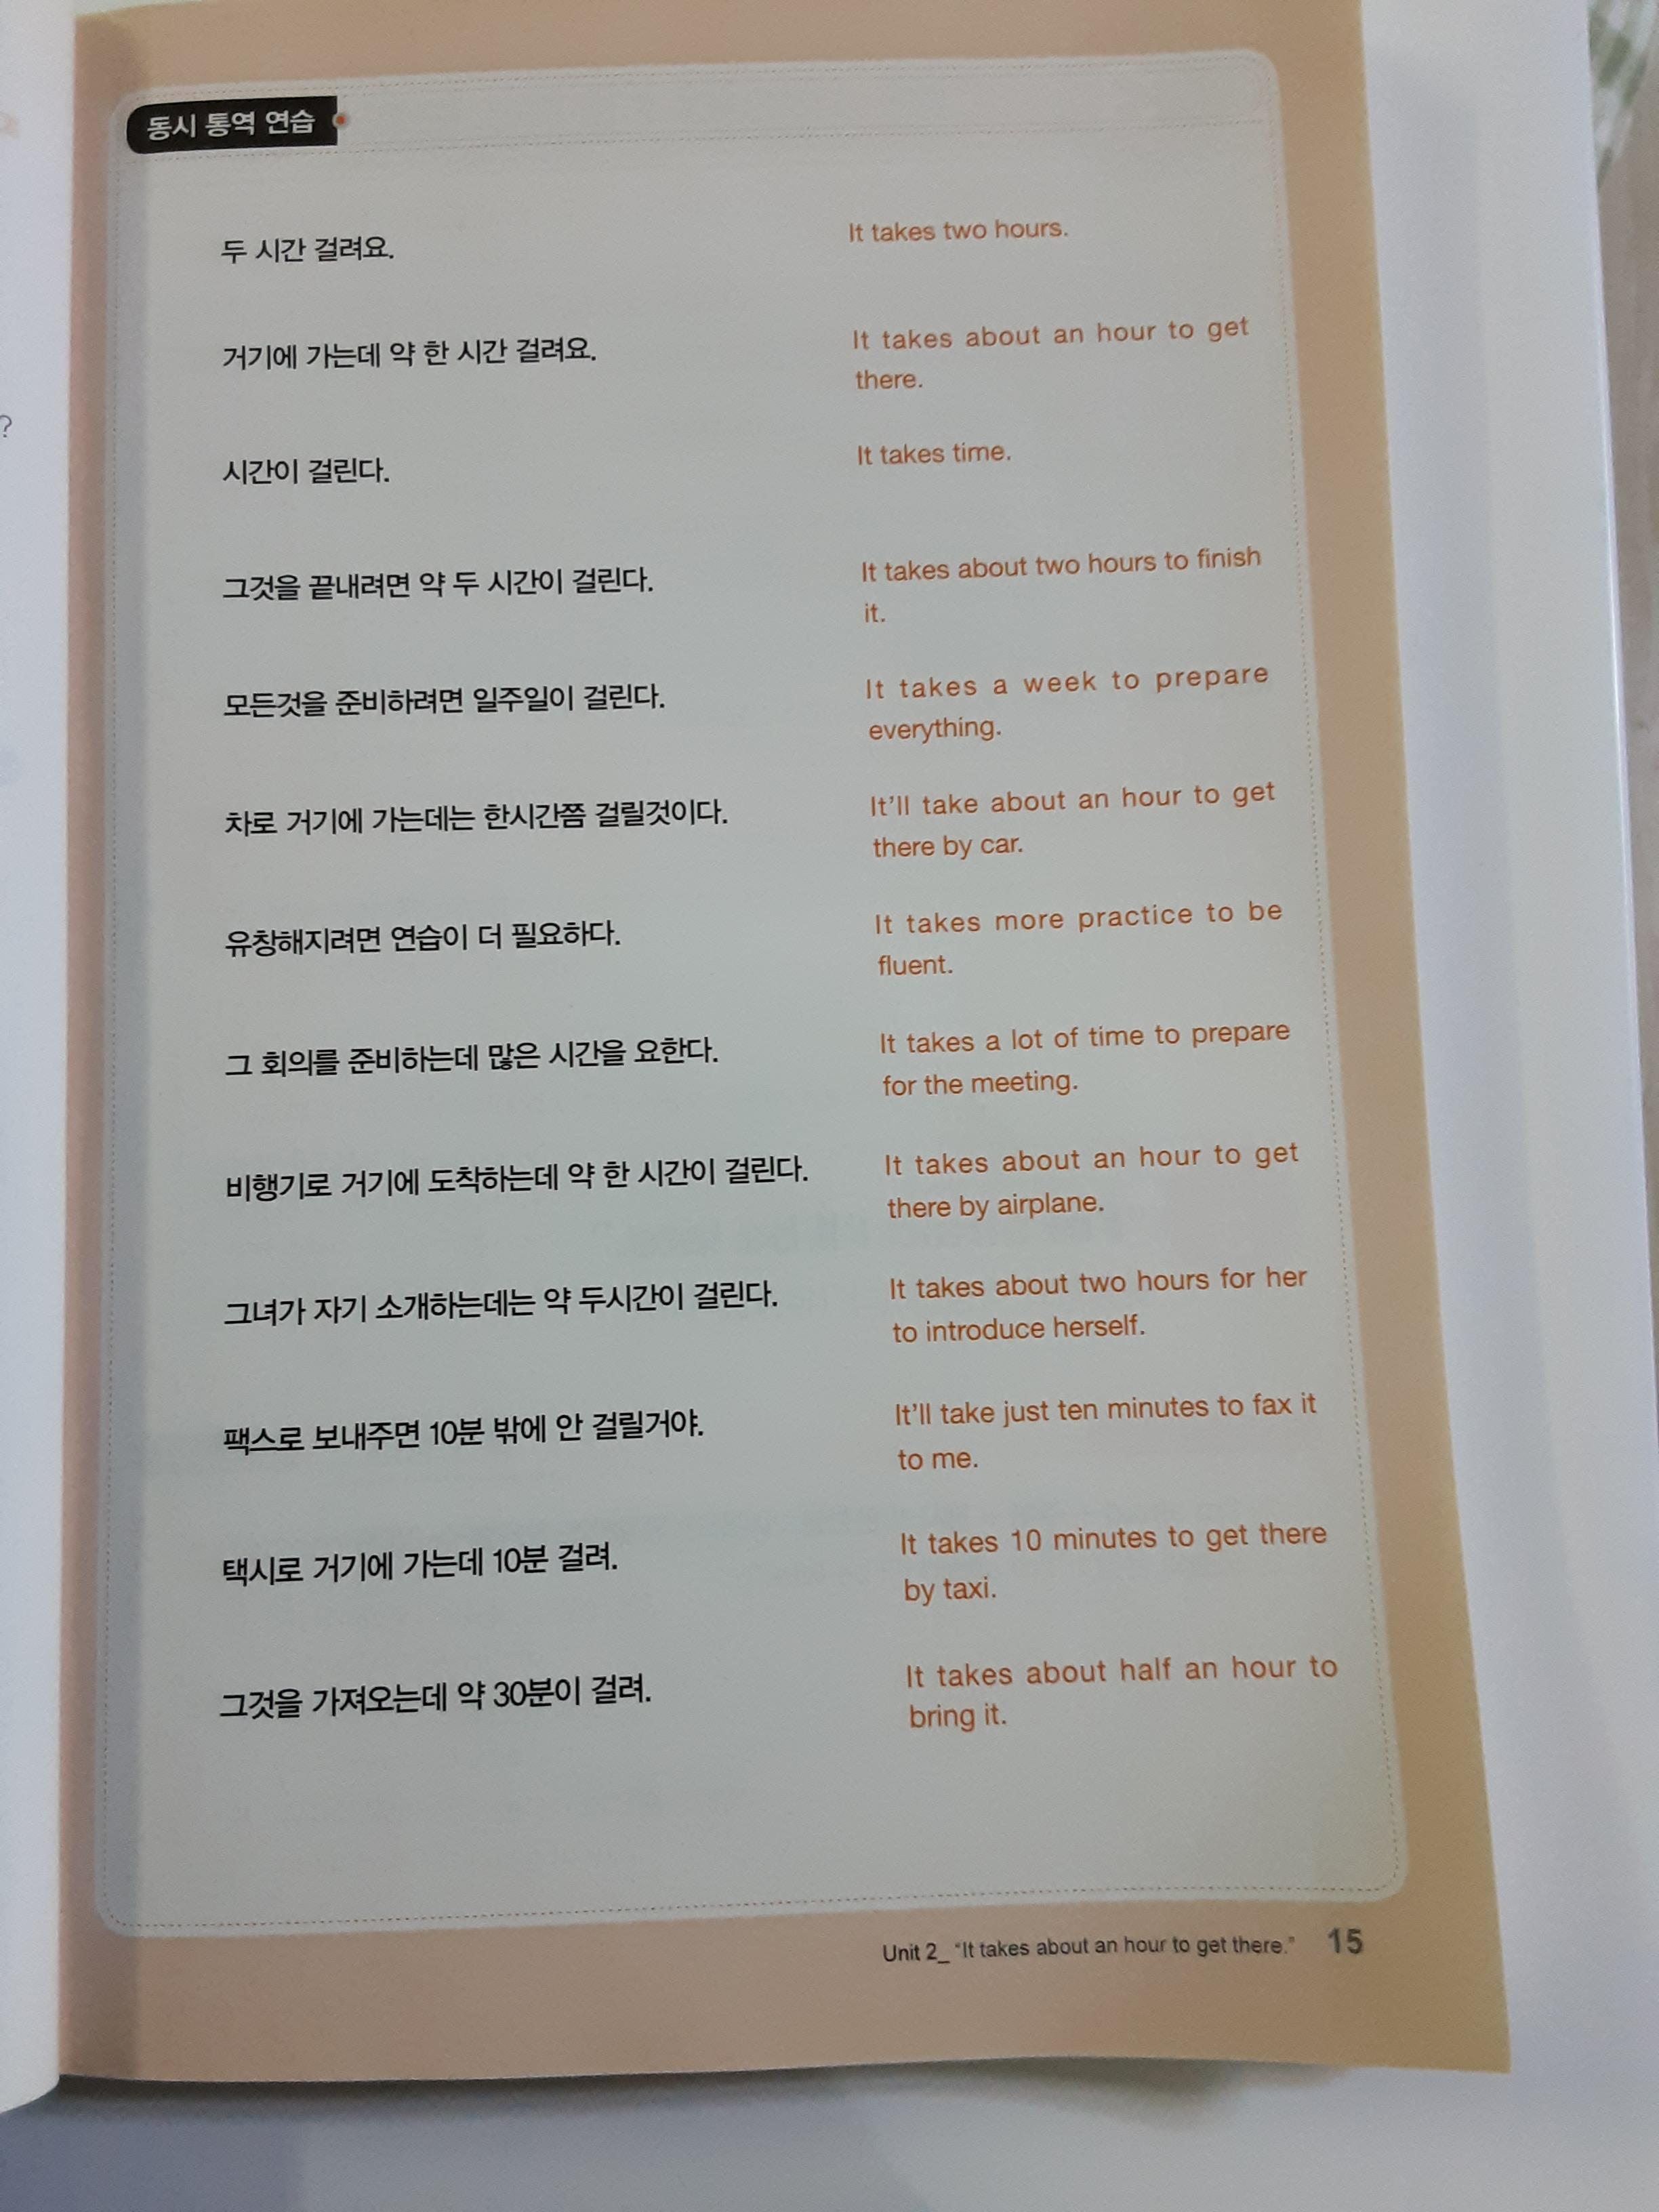 동시 통역 연습
두 시간 걸려요.
It takes two hours.
거기에 가는데 약 한 시간 걸려요.
It takes about an hour to get
there.
시간이 걸린다.
It takes time.
그것을 끝내려면 약 두 시간이 걸린다.
It takes about two hours to finish
it.
모든것을 준비하려면 일주일이 걸린다.
It takes a week to prepare
everything.
차로 거기에 가는데는 한시간쯤 걸릴것이다.
It'll take about an hour to get
there by car.
유창해지려면 연습이 더 필요하다.
It takes more practice to be
fluent.
그 회의를 준비하는데 많은 시간을 요한다.
It takes a lot of time to prepare
for the meeting.
비행기로 거기에 도착하는데 약 한 시간이 걸린다.
It takes about an hour to get
there by airplane.
그녀가 자기 소개하는데는 약 두시간이 걸린다.
It takes about two hours for her
to introduce herself.
팩스로 보내주면 10분 밖에 안 걸릴거야.
It'll take just ten minutes to fax it
to me.
택시로 거기에 가는데 10분 걸려.
It takes 10 minutes to get there
by taxi.
그것을 가져오는데 약 30분이 걸려.
It takes about half an hour to
bring it.
Unit 2_ "It takes about an hour to get there." 15
?